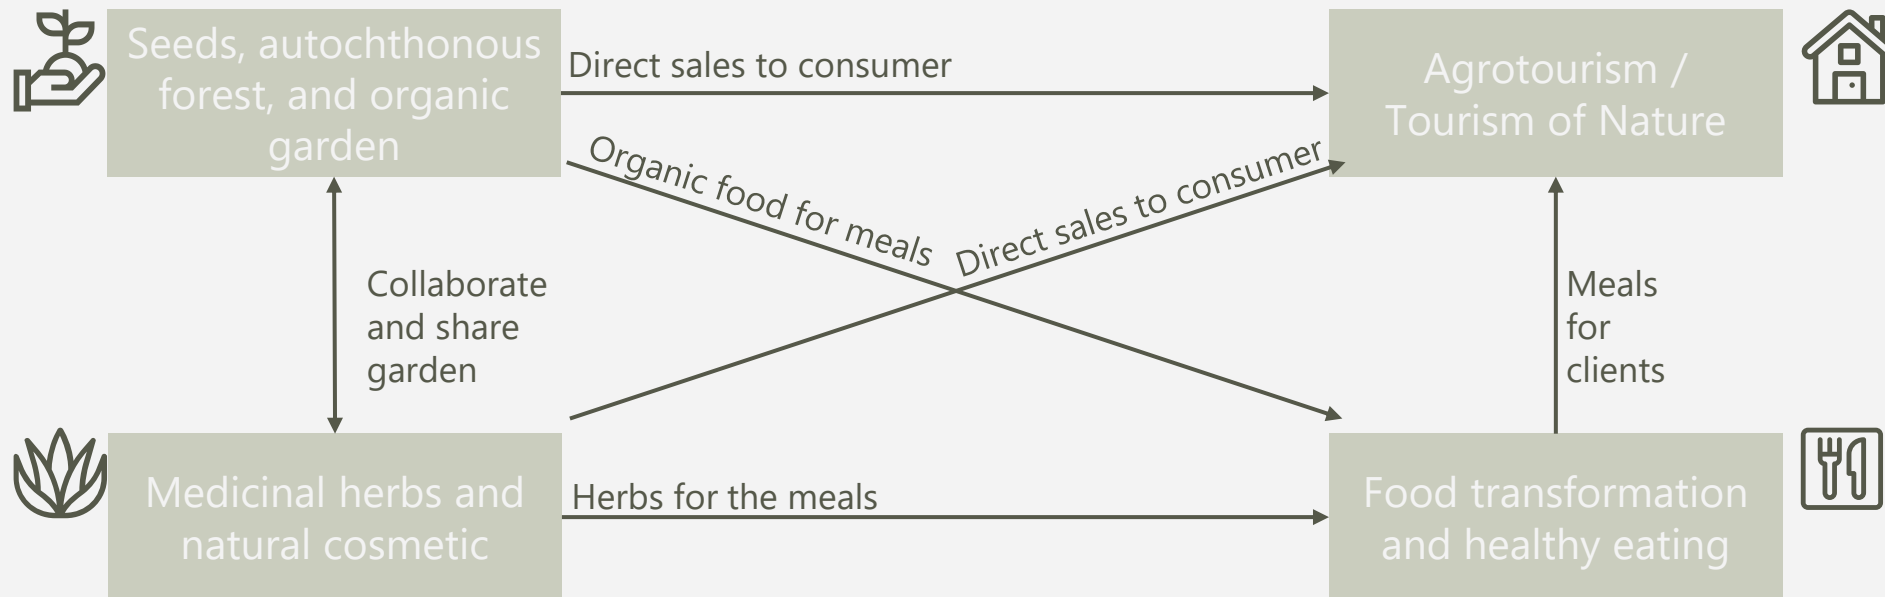 Seeds, autochthonous
forest, and organic
garden
Direct sales to consumer
Agrotourism /
Tourism of Nature
Organic food for meals
Direct sales to consumer
Collaborate
and share
garden
Meals
for
clients
Medicinal herbs and
natural cosmetic
Herbs for the meals
Food transformation
and healthy eating